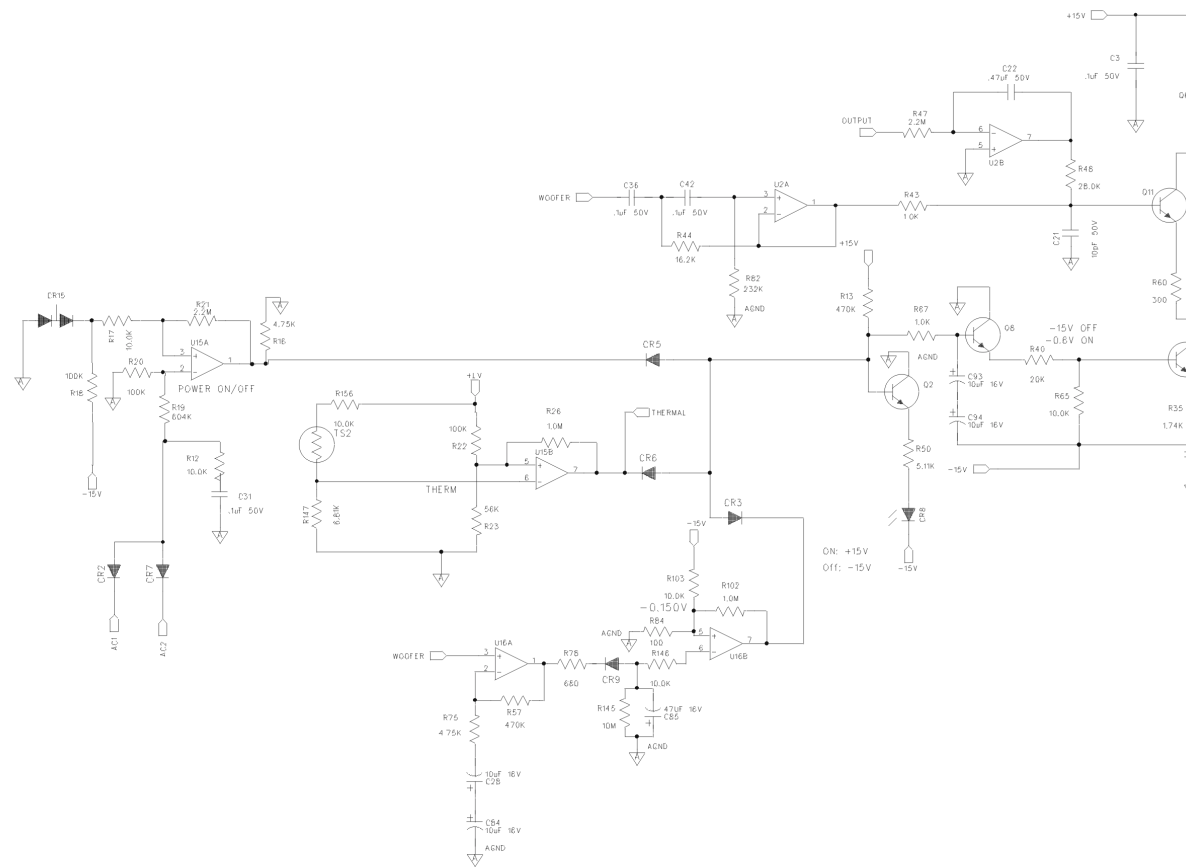 +15V
C3
.1uF 50V
C22
.47uF 50V
R47
2.2M
OUTPUT
6
5
7
U2B
R48
28.0K
Q11
WOOFER
C36
.1uF 50V
C42
.1uF 50V
U2A
3
2
1
R43
1.0K
C21
10pF 50V
R44
16.2K
+15V
R82
232K
AGND
R13
470K
R60
300
CR15
R21
2.2M
R17
10.0K
4.75K
R16
U15A
3
2
1
R20
100K
POWER ON/OFF
100K
R18
R19
604K
R12
10.0K
C31
.1uF 50V
-15V
CR2
CR7
AC1
AC2
CR5
R67
1.0K
AGND
Q8
-15V OFF
-0.6V ON
R40
20K
C93
10uF 16V
C94
10uF 16V
R65
10.0K
R35
1.74K
-15V
Q2
R50
5.11K
CR8
-15V
ON: +15V
Off: -15V
R156
10.0K
TS2
+LV
100K
R22
R26
1.0M
U15B
5
6
7
THERMAL
CR6
THERM
R147
6.81K
56K
R23
CR3
-15V
R103
10.0K
R102
1.0M
-0.150V
AGND
R84
100
5
6
7
U16B
U16A
WOOFER
3
2
1
R78
680
CR9
R146
10.0K
R57
470K
R75
4.75K
R145
10M
47UF 16V
C85
AGND
10uF 16V
C28
C84
10uF 16V
AGND